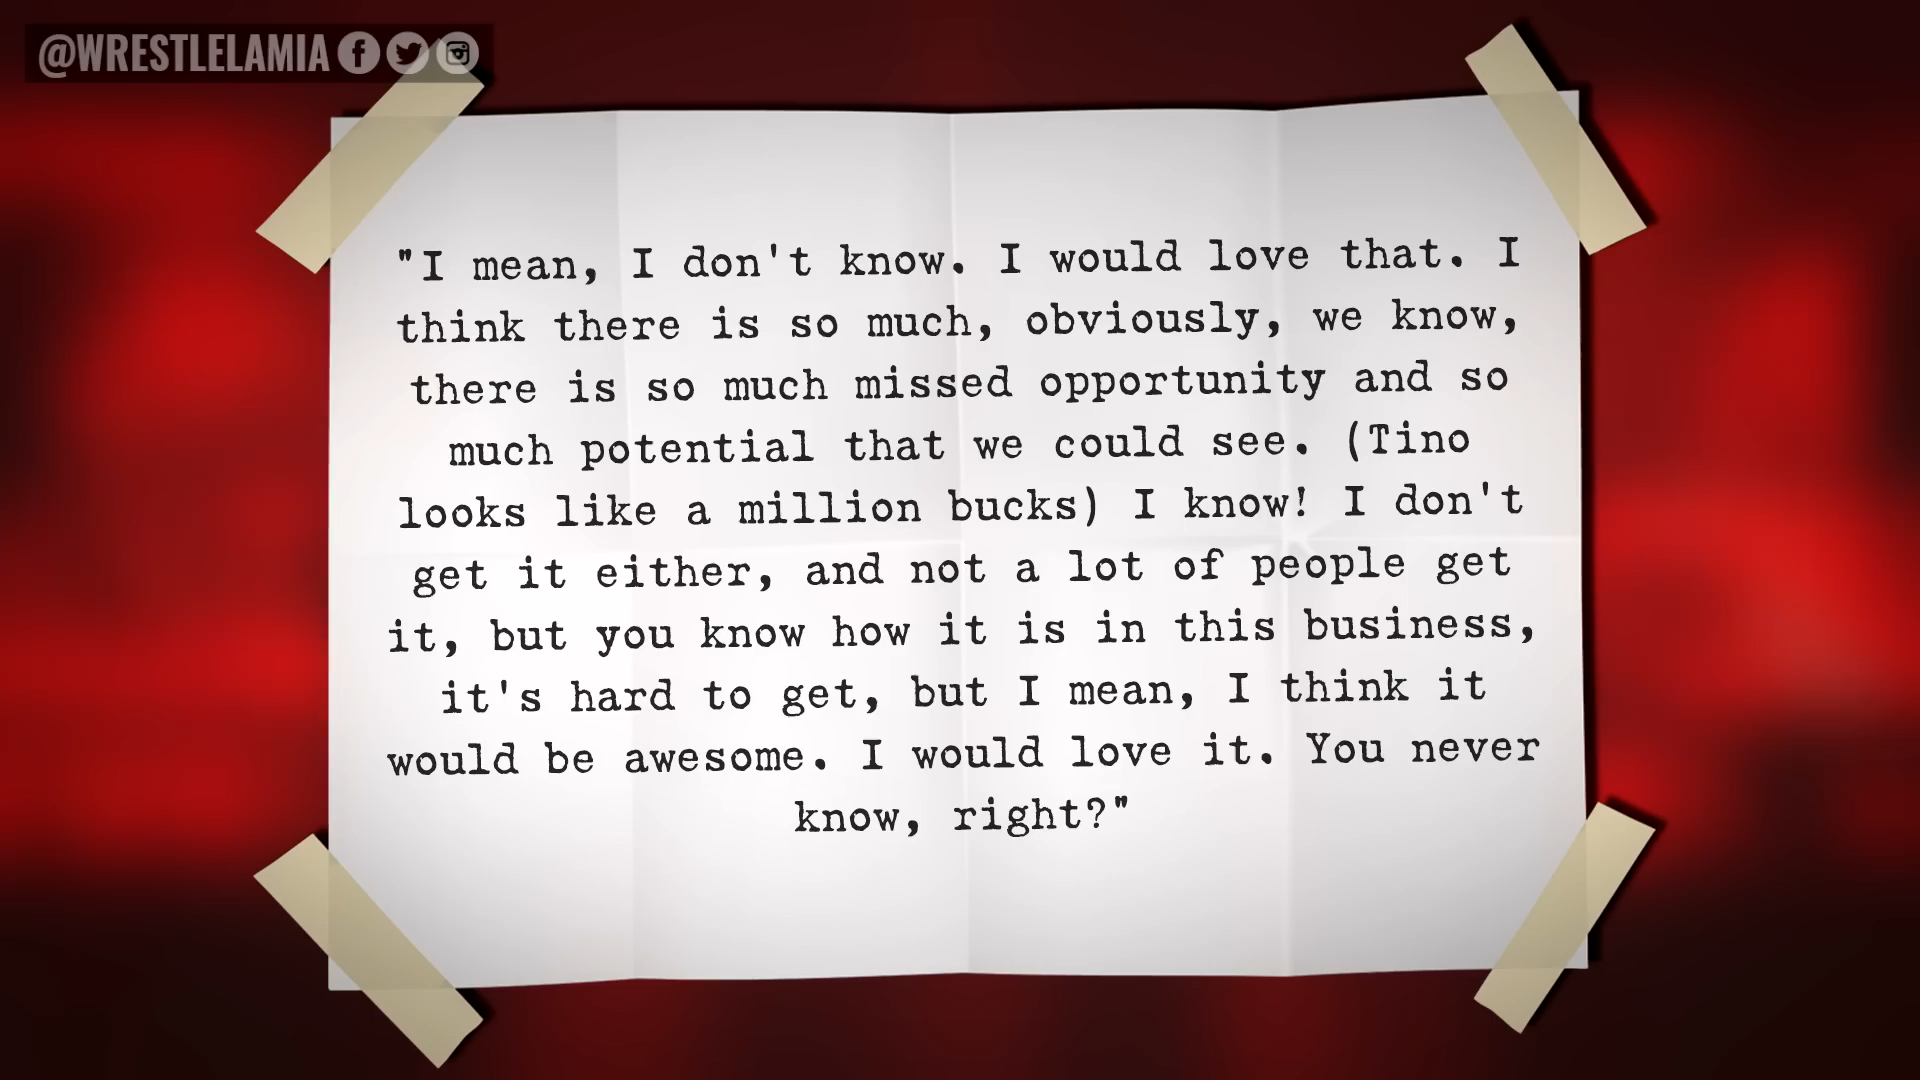 @WRESTLELAMIA
"I mean, I don't know. I would love that. I
think there is so much, obviously, we know,
there is so much missed opportunity and so
much potential that we could see. (Tino
looks like a million bucks) I know! I don't
get it either, and not a lot of people get
it, but you know how it is in this business,
it's hard to get, but I mean, I think it
would be awesome. I would love it. You never
know, right?"